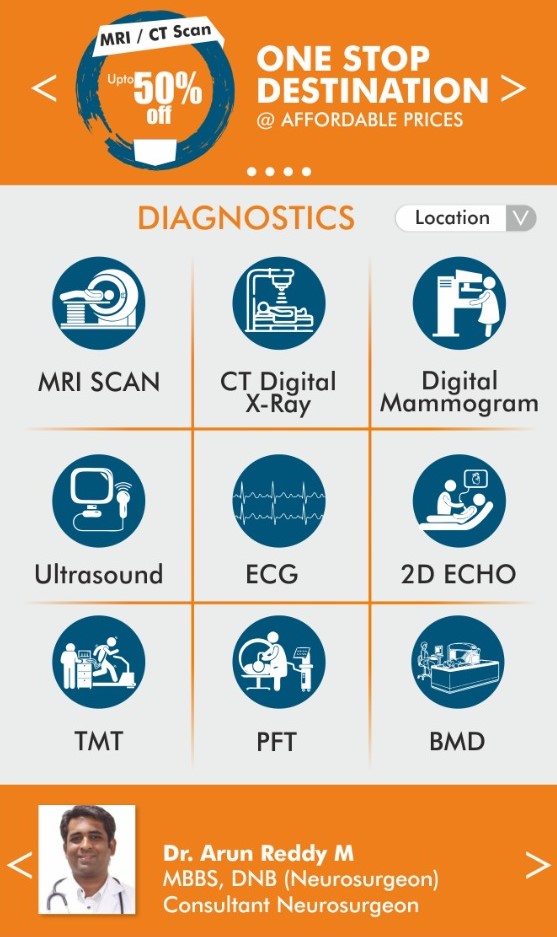 MRI / CT Scan
Upto 50%
off
ONE STOP
DESTINATION
@ AFFORDABLE PRICES
DIAGNOSTICS
Location
MRI SCAN
CT Digital
X-Ray
Digital
Mammogram
Ultrasound
ECG
2D ECHO
TMT
PFT
BMD
Dr. Arun Reddy M
MBBS, DNB (Neurosurgeon)
Consultant Neurosurgeon